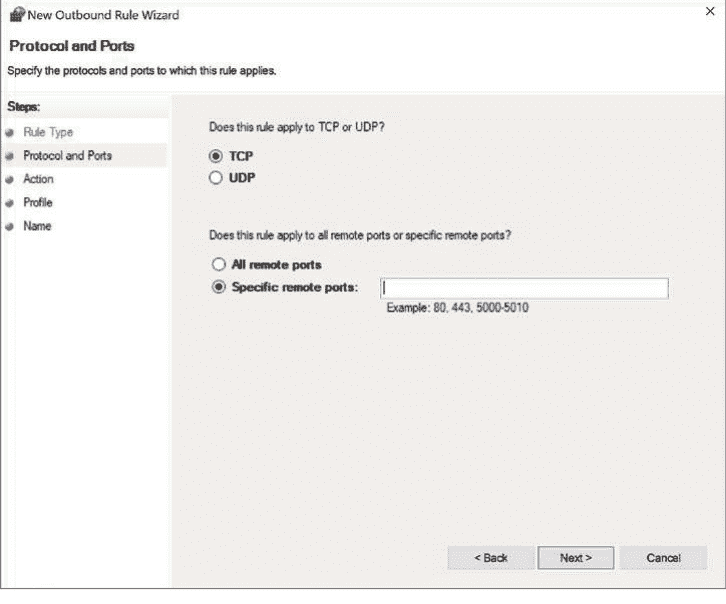 New Outbound Rule Wizard
Protocol and Ports
Specify the protocols and ports to which this rule applies.
Steps:
Rule Type
Protocol and Ports
Action
Profile
Name
Does this rule apply to TCP or UDP?
TCP
UDP
Does this rule apply to all remote ports or specific remote ports?
All remote ports
Specific remote ports:
Example: 80, 443, 5000-5010
< Back
Next >
Cancel